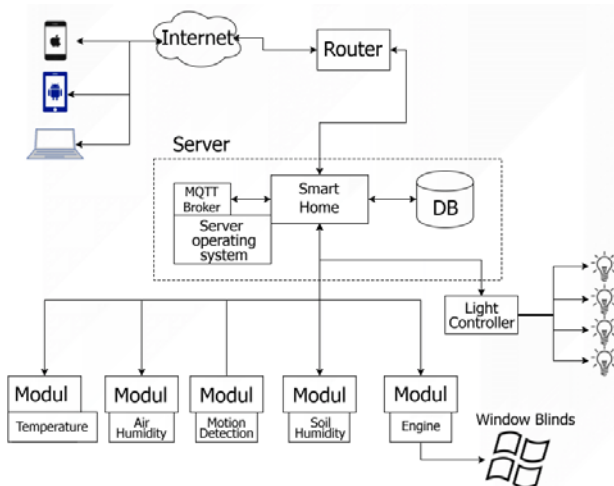 Internet
Router
Server
MQTT
Broker
Smart
Home
DB
Server
operating
system
Light
Controller
Modul
Temperature
Modul
Air
Humidity
Modul
Motion
Detection
Modul
Soil
Humidity
Modul
Engine
Window Blinds